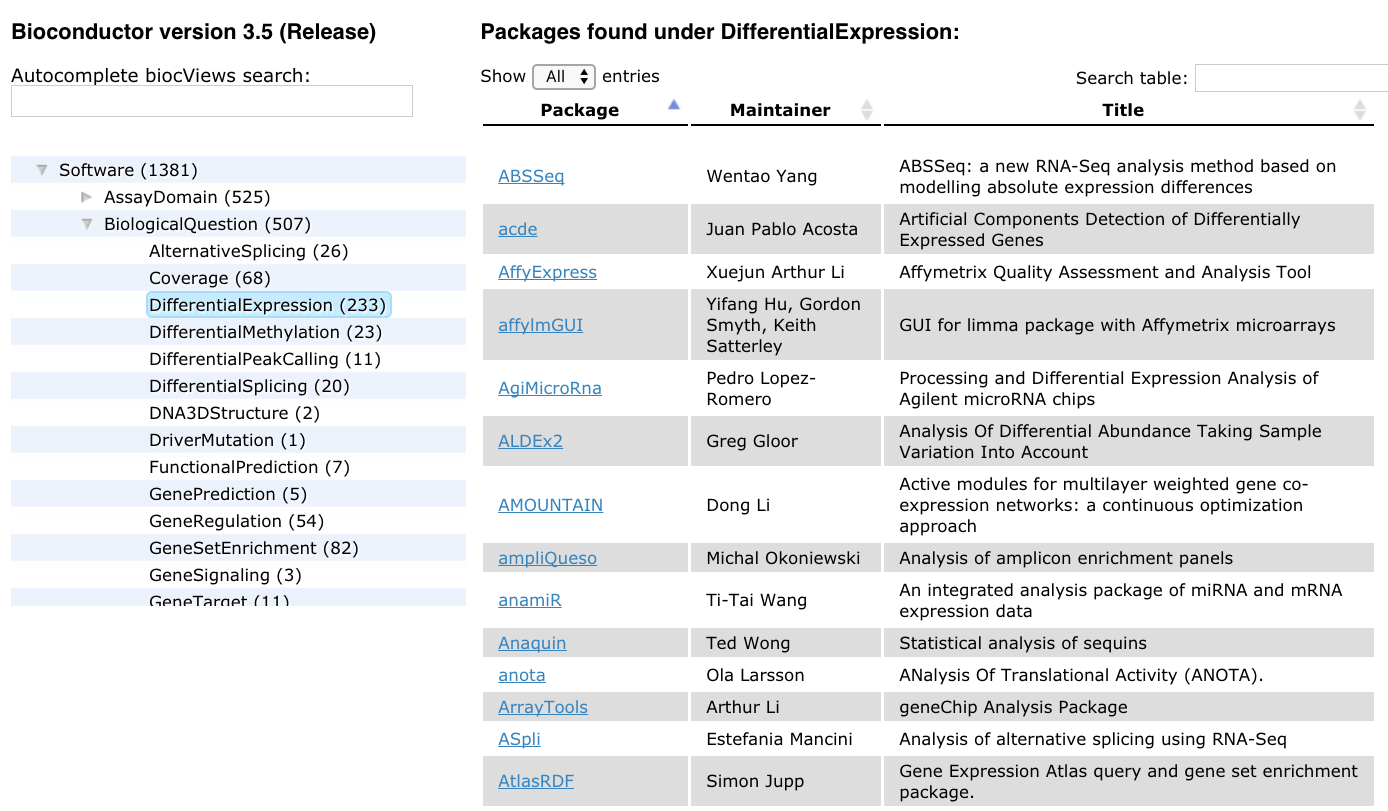 Bioconductor version 3.5 (Release)
Autocomplete biocViews search:
Software (1381)
AssayDomain (525)
BiologicalQuestion (507)
AlternativeSplicing (26)
Coverage (68)
DifferentialExpression (233)
DifferentialMethylation (23)
DifferentialPeakCalling (11)
DifferentialSplicing (20)
DNA3DStructure (2)
DriverMutation (1)
FunctionalPrediction (7)
GenePrediction (5)
GeneRegulation (54)
GeneSetEnrichment (82)
GeneSignaling (3)
GeneTarget (11)
Packages found under DifferentialExpression:
Show All entries
Search table:
Package Maintainer Title
ABSSeq Wentao Yang ABSSeq: a new RNA-Seq analysis method based on
modelling absolute expression differences
acde Juan Pablo Acosta Artificial Components Detection of Differentially
Expressed Genes
AffyExpress Xuejun Arthur Li Affymetrix Quality Assessment and Analysis Tool
affylmGUI Yifang Hu, Gordon
Smyth, Keith
Satterley
GUI for limma package with Affymetrix microarrays
AgiMicroRna Pedro Lopez-
Romero
Processing and Differential Expression Analysis of
Agilent microRNA chips
ALDEx2 Greg Gloor Analysis Of Differential Abundance Taking Sample
Variation Into Account
AMOUNTAIN Dong Li Active modules for multilayer weighted gene co-
expression networks: a continuous optimization
approach
ampliQueso Michal Okoniewski Analysis of amplicon enrichment panels
anamiR Ti-Tai Wang An integrated analysis package of miRNA and mRNA
expression data
Anaquin Ted Wong Statistical analysis of sequins
anota Ola Larsson ANalysis Of Translational Activity (ANOTA).
ArrayTools Arthur Li geneChip Analysis Package
ASpli Estefania Mancini Analysis of alternative splicing using RNA-Seq
AtlasRDF Simon Jupp Gene Expression Atlas query and gene set enrichment
package.